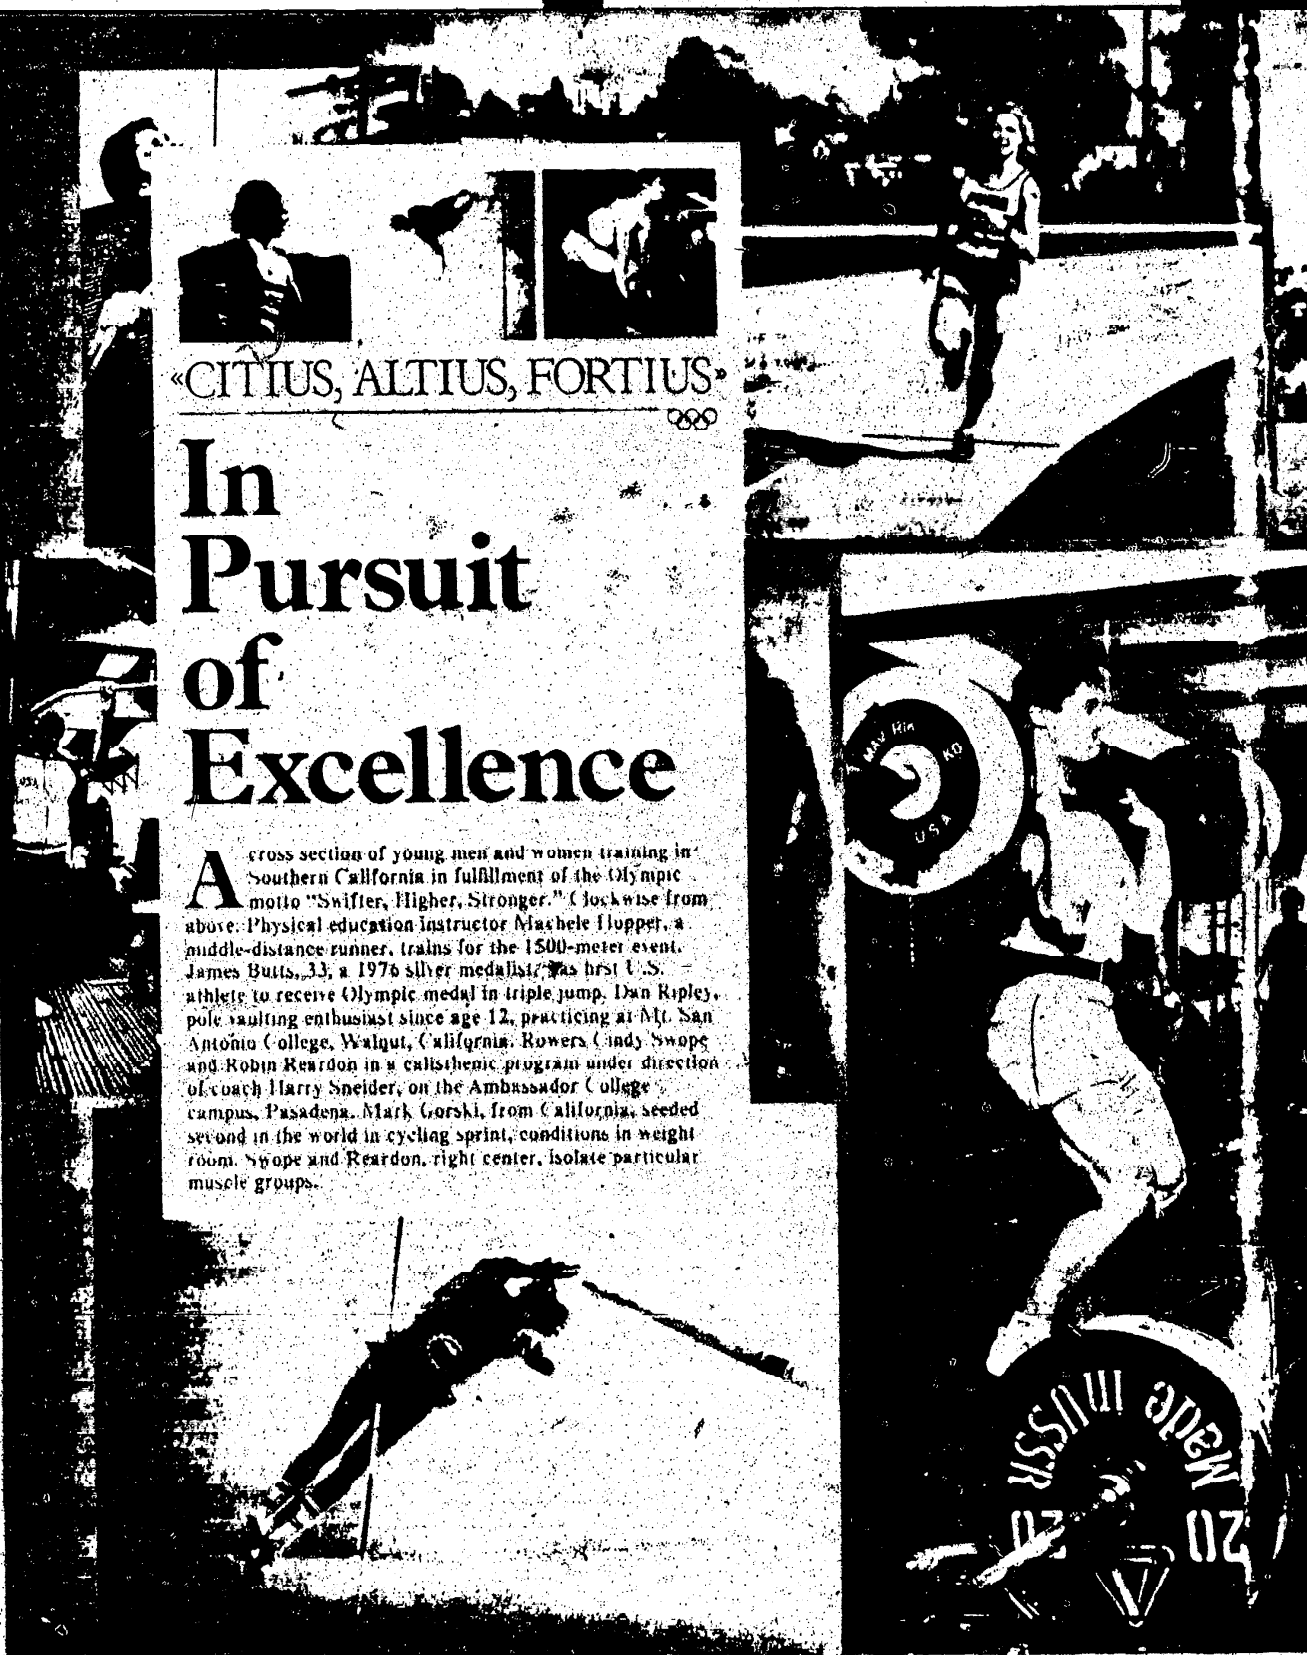 «CITIUS, ALTIUS, FORTIUS»
In
Pursuit
of
Excellence
A cross section of young men and women training in
Southern California in fulfillment of the Olympic
motto "Swifter, Higher, Stronger." Clockwise from
above: Physical education instructor Machele Hopper, a
middle-distance runner, trains for the 1500-meter event.
James Butts, 33, a 1976 silver medalist, was first U.S.
athlete to receive Olympic medal in triple jump. Dan Ripley,
pole vaulting enthusiast since age 12, practicing at Mt. San
Antonio College, Walnut, California. Rowers Cindy Swope
and Robin Reardon in a calisthenic program under direction
of coach Harry Sneider, on the Ambassador College
campus, Pasadena. Mark Gorski, from California, seeded
second in the world in cycling sprint, conditions in weight
room. Swope and Reardon, right center, isolate particular
muscle groups.
KG
USA
Made in USSR
20